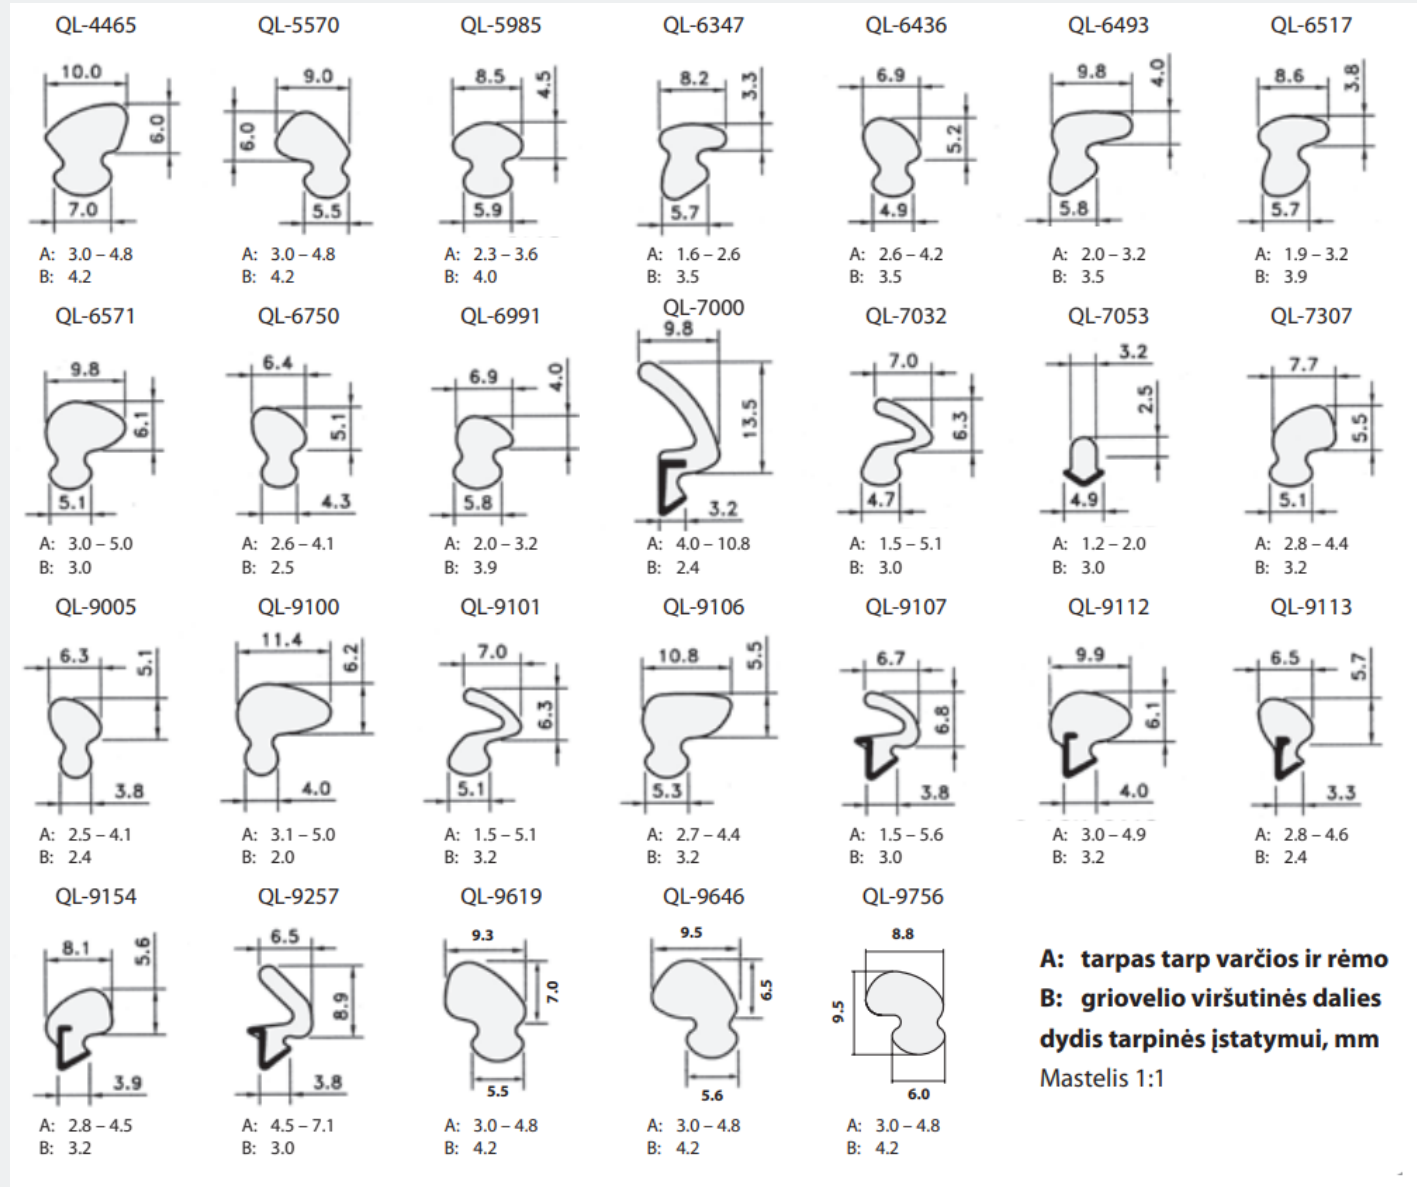 QL-4465 QL-5570 QL-5985 QL-6347 QL-6436 QL-6493 QL-6517
10.0 6.0 7.0 9.0 6.0 5.5 8.5 4.5 5.9 8.2 3.3 5.7 6.9 5.2 4.9 9.8 4.0 5.8 8.6 3.8 5.7
A: 3.0 – 4.8 A: 3.0 – 4.8 A: 2.3 – 3.6 A: 1.6 – 2.6 A: 2.6 – 4.2 A: 2.0 – 3.2 A: 1.9 – 3.2
B: 4.2 B: 4.2 B: 4.0 B: 3.5 B: 3.5 B: 3.5 B: 3.9
QL-6571 QL-6750 QL-6991 QL-7000 QL-7032 QL-7053 QL-7307
9.8 6.1 5.1 6.4 5.1 4.3 6.9 4.0 5.8 9.8 13.5 3.2 7.0 6.3 4.7 3.2 2.5 4.9 7.7 5.5 5.1
A: 3.0 – 5.0 A: 2.6 – 4.1 A: 2.0 – 3.2 A: 4.0 – 10.8 A: 1.5 – 5.1 A: 1.2 – 2.0 A: 2.8 – 4.4
B: 3.0 B: 2.5 B: 3.9 B: 2.4 B: 3.0 B: 3.0 B: 3.2
QL-9005 QL-9100 QL-9101 QL-9106 QL-9107 QL-9112 QL-9113
6.3 5.1 3.8 11.4 6.2 4.0 7.0 6.3 5.1 10.8 5.5 5.3 6.7 6.8 3.8 9.9 6.1 4.0 6.5 5.7 3.3
A: 2.5 – 4.1 A: 3.1 – 5.0 A: 1.5 – 5.1 A: 2.7 – 4.4 A: 1.5 – 5.6 A: 3.0 – 4.9 A: 2.8 – 4.6
B: 2.4 B: 2.0 B: 3.2 B: 3.2 B: 3.0 B: 3.2 B: 2.4
QL-9154 QL-9257 QL-9619 QL-9646 QL-9756
8.1 5.6 3.9 6.5 8.9 3.8 9.3 7.0 5.5 9.5 6.5 5.6 8.8 9.5 6.0
A: 2.8 – 4.5 A: 4.5 – 7.1 A: 3.0 – 4.8 A: 3.0 – 4.8 A: 3.0 – 4.8
B: 3.2 B: 3.0 B: 4.2 B: 4.2 B: 4.2
A: tarpas tarp varčios ir rėmo
B: griovelio viršutinės dalies
dydis tarpinės įstatymui, mm
Mastelis 1:1